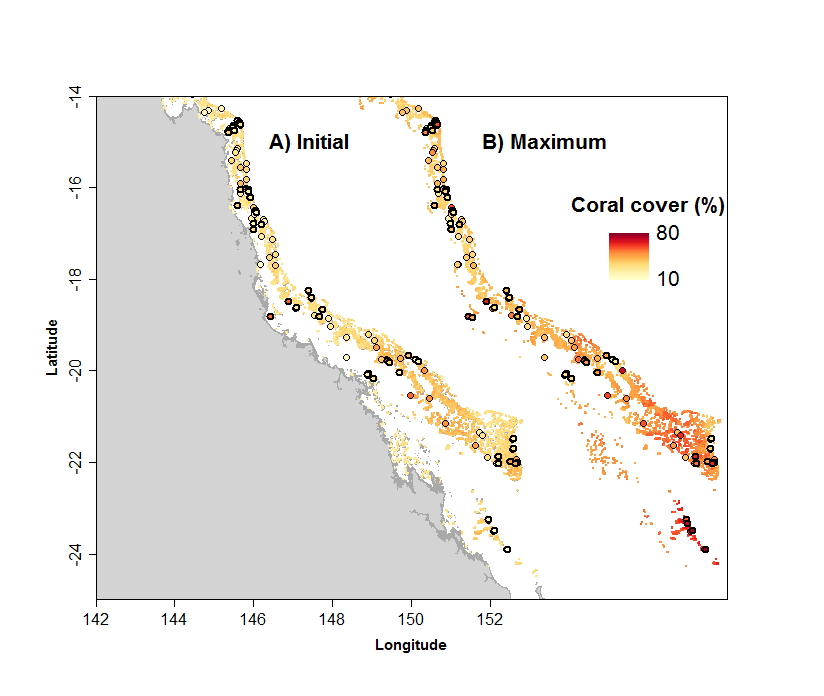 A) Initial
B) Maximum
Coral cover (%)
80
10
-14
-16
-18
-20
-22
-24
Latitude
142
144
146
148
150
152
Longitude